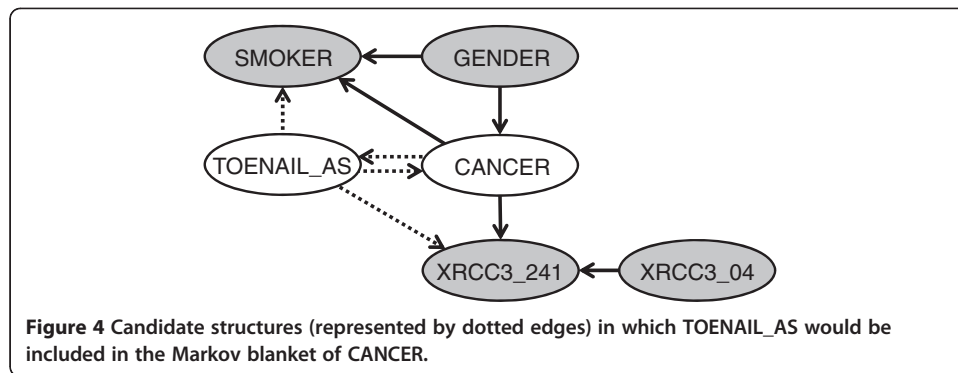 SMOKER
GENDER
TOENAIL_AS
CANCER
XRCC3_241
XRCC3_04
Figure 4 Candidate structures (represented by dotted edges) in which TOENAIL_AS would be
included in the Markov blanket of CANCER.